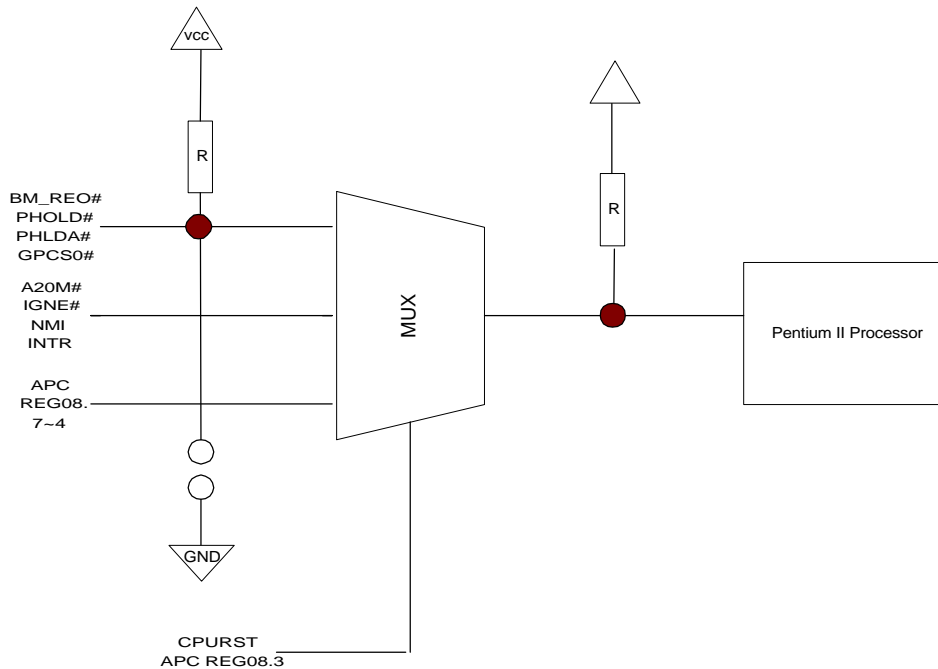 vcc
R
R
BM_REO#
PHOLD#
PHLDA#
GPCS0#
A20M#
IGNE#
NMI
INTR
APC
REG08.
7~4
MUX
Pentium II Processor
GND
CPURST
APC REG08.3